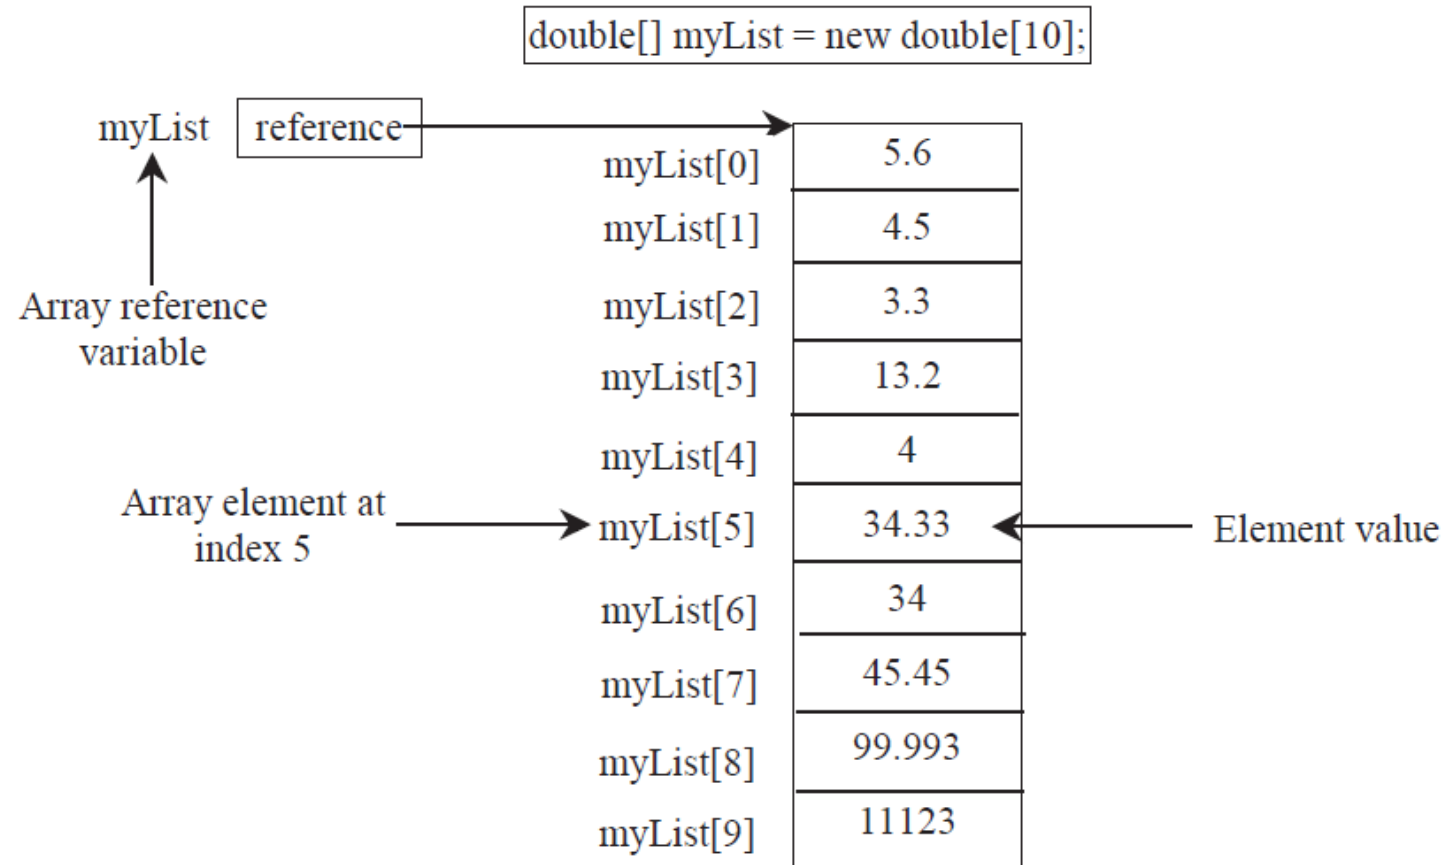 double[] myList = new double[10];
myList reference
myList[0] 5.6
myList[1] 4.5
Array reference
variable
myList[2] 3.3
myList[3] 13.2
myList[4] 4
Array element at
index 5
myList[5] 34.33 Element value
myList[6] 34
myList[7] 45.45
myList[8] 99.993
myList[9] 11123